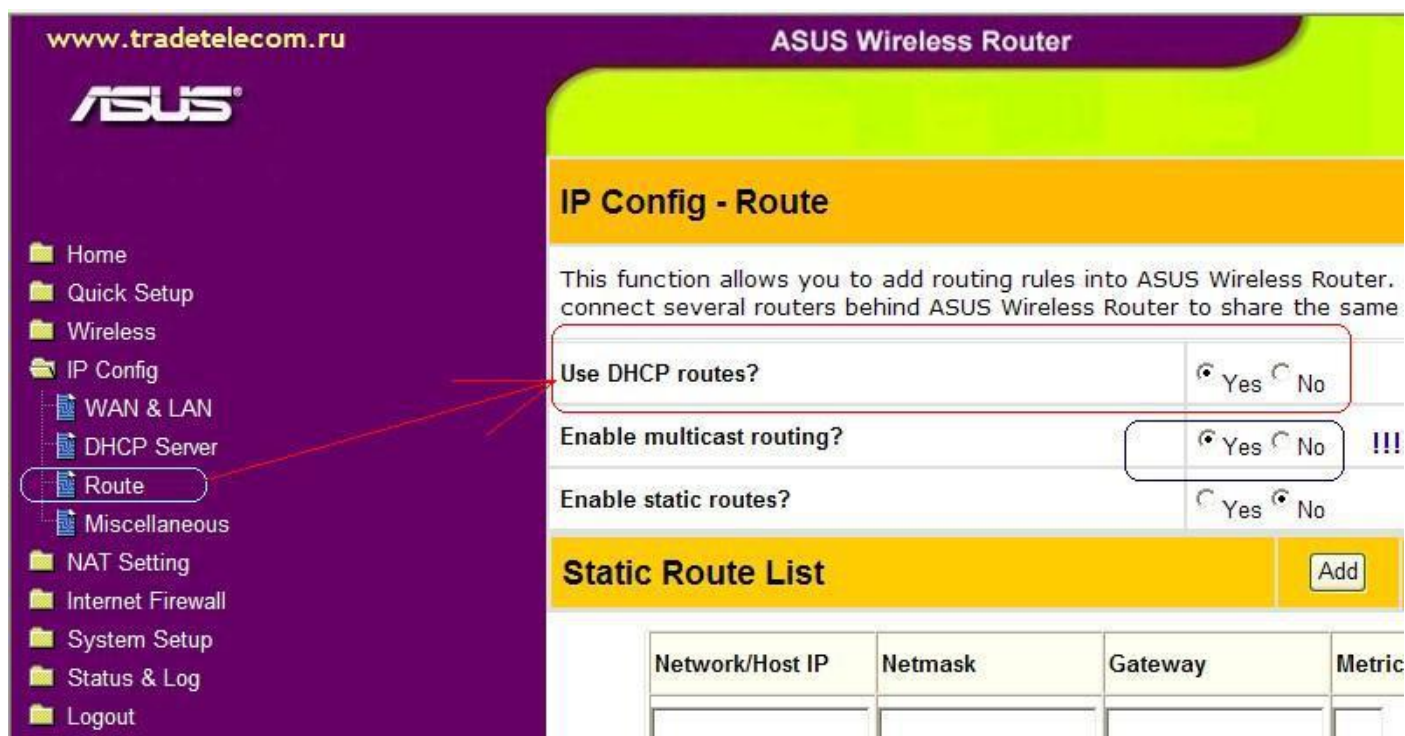 www.tradetelecom.ru
ASUS Wireless Router
ASUS
Home
Quick Setup
Wireless
IP Config
WAN & LAN
DHCP Server
Route
Miscellaneous
NAT Setting
Internet Firewall
System Setup
Status & Log
Logout
IP Config - Route
This function allows you to add routing rules into ASUS Wireless Router.
connect several routers behind ASUS Wireless Router to share the same
Use DHCP routes? Yes No
Enable multicast routing? Yes No !!!
Enable static routes? Yes No
Static Route List Add
Network/Host IP Netmask Gateway Metric